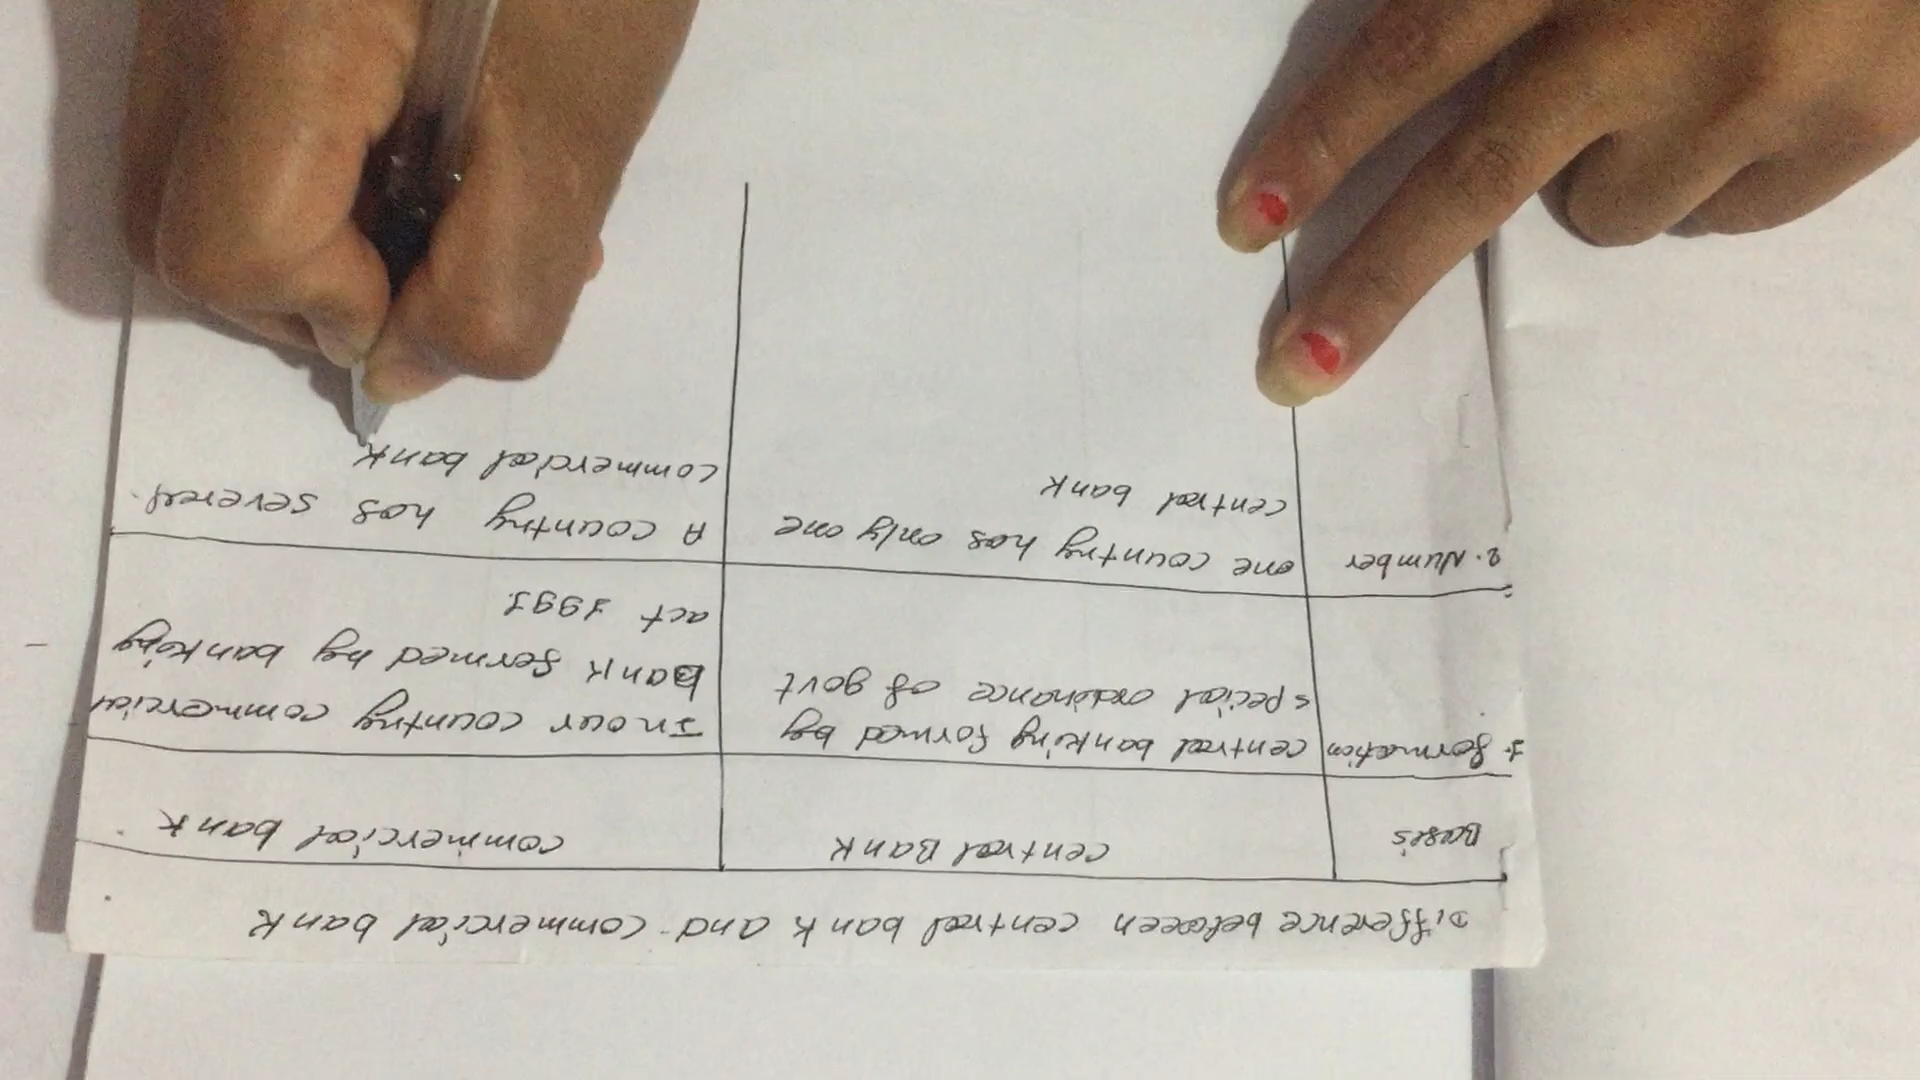 Difference between central bank and commercial bank
Bases
central Bank
commercial bank
1. formation
central banking formed by
special ordinance of govt
In our country commercial
bank formed by banking
act 1991
2. Number
one country has only one
central bank
A country has several
commercial bank